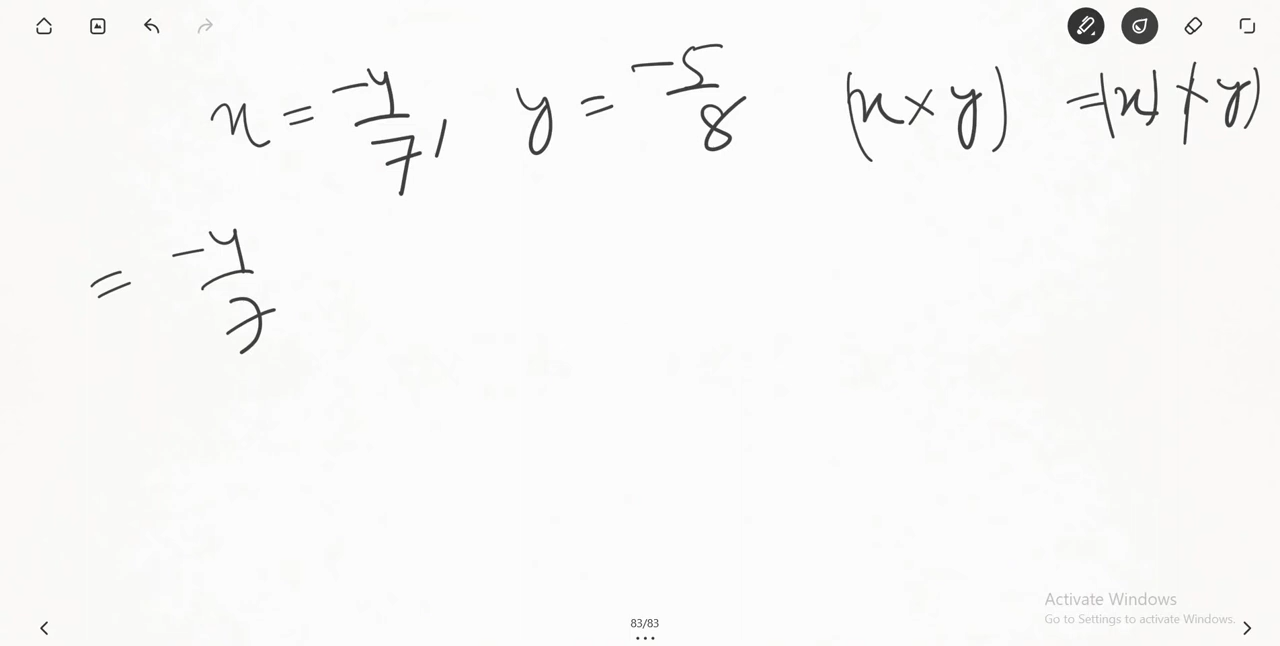 x = -4/7, y = -5/8 (x × y) = |x| × |y|
= -4/7
83/83
Activate Windows
Go to Settings to activate Windows.